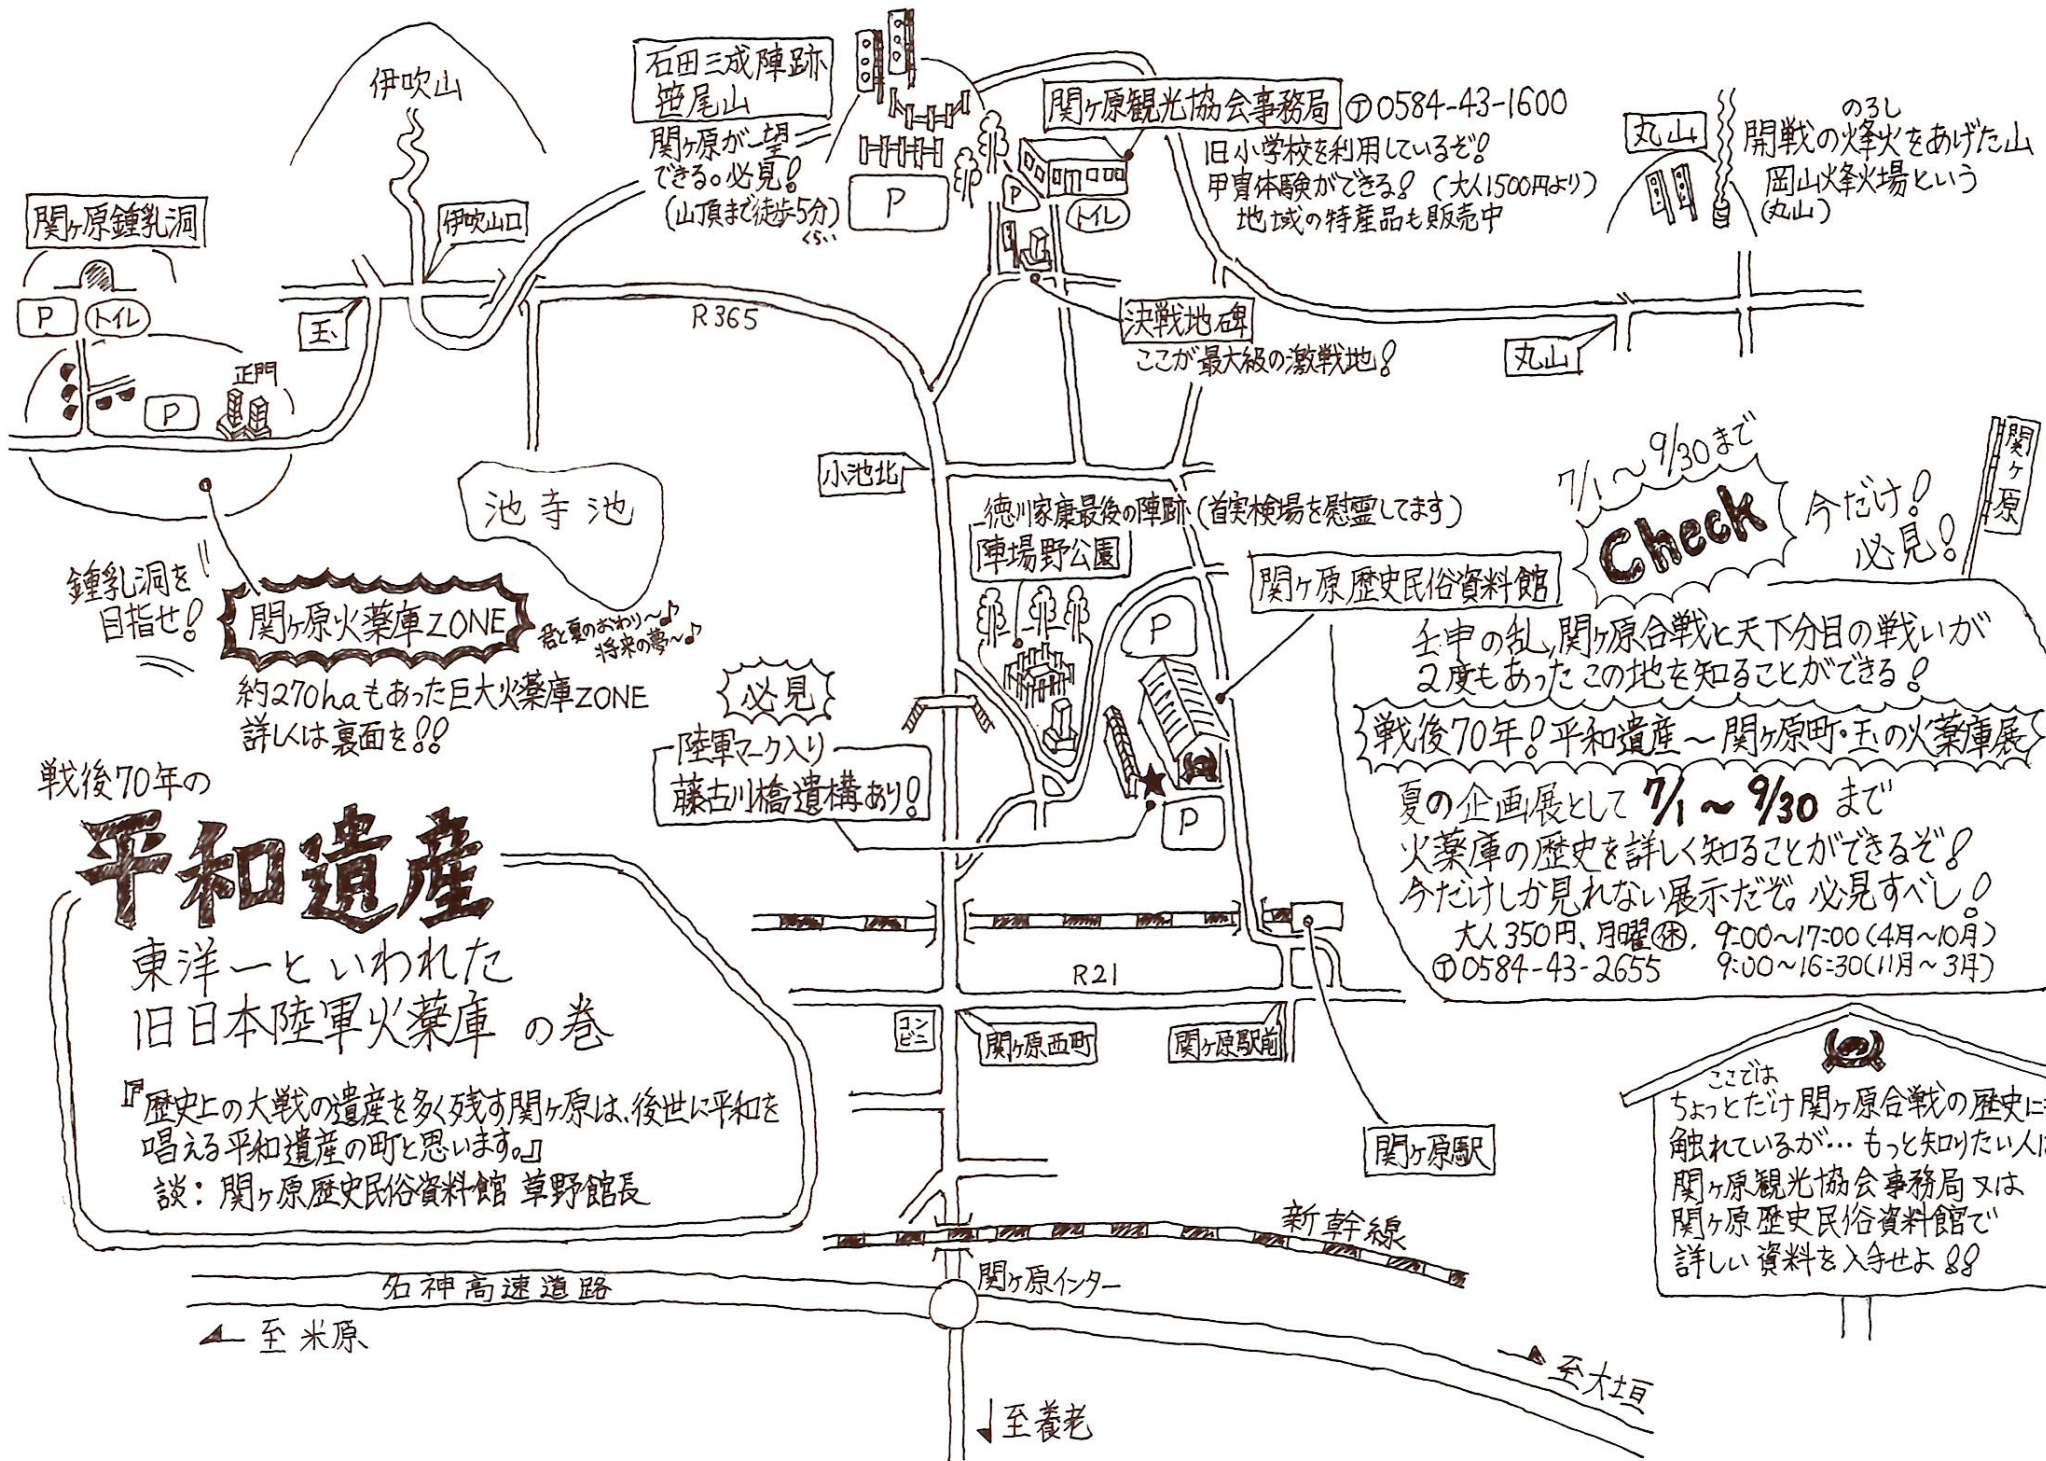 伊吹山
石田三成陣跡
笹尾山
関ヶ原が一望
できる。必見!
(山頂まで徒歩5分)
くらい
P
関ヶ原観光協会事務局
Ⓣ0584-43-1600
旧小学校を利用しているぞ!
甲冑体験ができる! (大人1500円より)
地域の特産品も販売中
P
トイレ
丸山
のろし
開戦の烽火をあげた山
岡山烽火場という
(丸山)
関ヶ原鍾乳洞
P
トイレ
伊吹山口
玉
R365
決戦地碑
ここが最大級の激戦地!
丸山
正門
P
小池北
池寺池
鍾乳洞を
目指せ!
関ヶ原火薬庫ZONE
君と夏のおわり〜♪
将来の夢〜♪
約270haもあった巨大火薬庫ZONE
詳しくは裏面を!!
徳川家康最後の陣跡 (首実検場を慰霊してます)
陣場野公園
関ヶ原歴史民俗資料館
P
P
必見
陸軍マーク入り
藤古川橋遺構あり!
7/1〜9/30まで
Check
今だけ!
必見!
関ヶ原
壬申の乱、関ヶ原合戦と天下分目の戦いが
2度もあったこの地を知ることができる!
戦後70年!平和遺産〜関ヶ原町・玉の火薬庫展
夏の企画展として 7/1〜9/30 まで
火薬庫の歴史を詳しく知ることができるぞ!
今だけしか見れない展示だぞ。必見すべし!
大人350円、月曜㊡、9:00〜17:00(4月〜10月)
Ⓣ0584-43-2655 9:00〜16:30(11月〜3月)
戦後70年の
平和遺産
東洋一といわれた
旧日本陸軍火薬庫 の巻
『歴史上の大戦の遺産を多く残す関ヶ原は、後世に平和を
唱える平和遺産の町と思います。』
談: 関ヶ原歴史民俗資料館 草野館長
R21
コンビニ
関ヶ原西町
関ヶ原駅前
関ヶ原駅
新幹線
関ヶ原インター
名神高速道路
至 米原
至大垣
至養老
ここでは
ちょっとだけ関ヶ原合戦の歴史に
触れているが…もっと知りたい人は
関ヶ原観光協会事務局又は
関ヶ原歴史民俗資料館で
詳しい資料を入手せよ!!